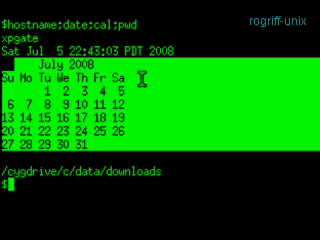 rogriff-unix
$hostname;date;cal;pwd
xpgate
Sat Jul  5 22:43:03 PDT 2008
     July 2008
Su Mo Tu We Th Fr Sa
       1  2  3  4  5
 6  7  8  9 10 11 12
13 14 15 16 17 18 19
20 21 22 23 24 25 26
27 28 29 30 31
/cygdrive/c/data/downloads
$